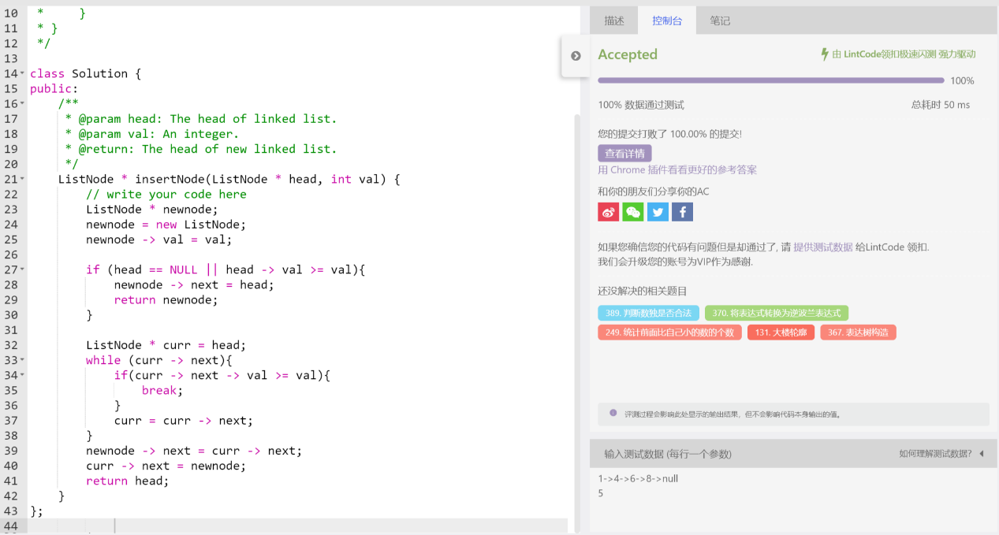 10 *     }
11 * }
12 */
13
14 class Solution {
15 public:
16     /**
17      * @param head: The head of linked list.
18      * @param val: An integer.
19      * @return: The head of new linked list.
20      */
21     ListNode * insertNode(ListNode * head, int val) {
22         // write your code here
23         ListNode * newnode;
24         newnode = new ListNode;
25         newnode -> val = val;
26
27         if (head == NULL || head -> val >= val){
28             newnode -> next = head;
29             return newnode;
30         }
31
32         ListNode * curr = head;
33         while (curr -> next){
34             if(curr -> next -> val >= val){
35                 break;
36             }
37             curr = curr -> next;
38         }
39         newnode -> next = curr -> next;
40         curr -> next = newnode;
41         return head;
42     }
43 };
44
描述 控制台 笔记
Accepted 由 LintCode领扣极速闪测 强力驱动
100%
100% 数据通过测试 总耗时 50 ms
您的提交打败了 100.00% 的提交!
查看详情
用 Chrome 插件看看更好的参考答案
和你的朋友们分享你的AC
如果您确信您的代码有问题但是却通过了, 请 提供测试数据 给LintCode 领扣.
我们会升级您的账号为VIP作为感谢.
还没解决的相关题目
389. 判断数独是否合法 370. 将表达式转换为逆波兰表达式
249. 统计前面比自己小的数的个数 131. 大楼轮廓 367. 表达树构造
评测过程会影响此处显示的输出结果，但不会影响代码本身输出的值。
输入测试数据 (每行一个参数) 如何理解测试数据?
1->4->6->8->null
5